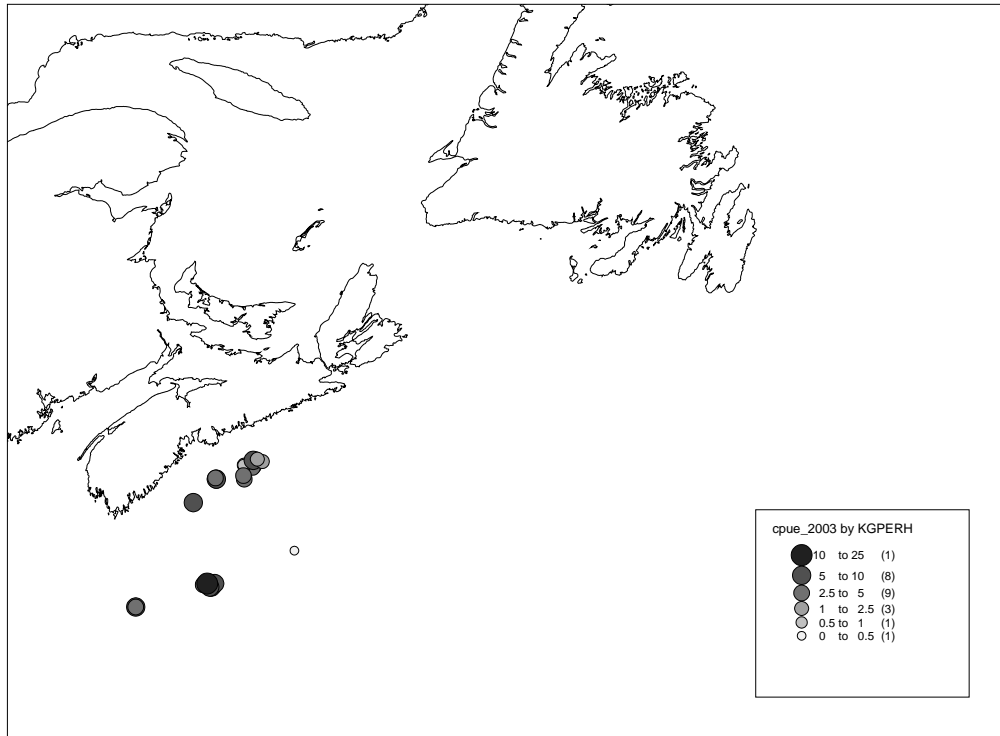 cpue_2003 by KGPERH
10 to 25 (1)
5 to 10 (8)
2.5 to 5 (9)
1 to 2.5 (3)
0.5 to 1 (1)
0 to 0.5 (1)